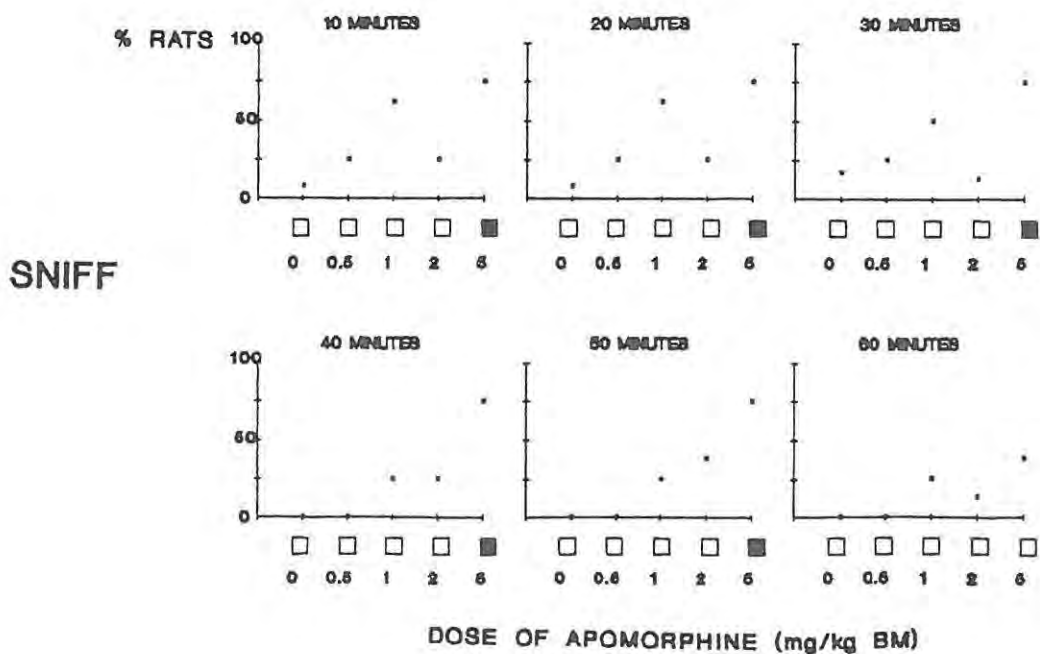 10 MINUTES 20 MINUTES 30 MINUTES
% RATS 100
50
0
0 0.5 1 2 5 0 0.5 1 2 5 0 0.5 1 2 5
SNIFF
40 MINUTES 50 MINUTES 60 MINUTES
100
50
0
0 0.5 1 2 5 0 0.5 1 2 5 0 0.5 1 2 5
DOSE OF APOMORPHINE (mg/kg BM)